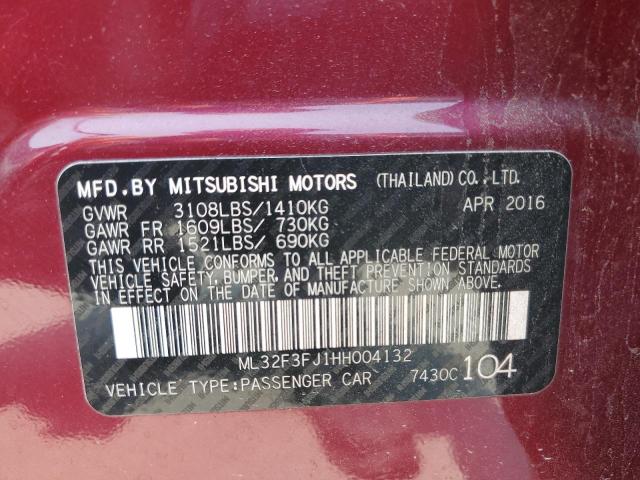 MFD.BY MITSUBISHI MOTORS (THAILAND) CO.,LTD.
GVWR 3108LBS/1410KG APR 2016
GAWR FR 1609LBS/ 730KG
GAWR RR 1521LBS/ 690KG
THIS VEHICLE CONFORMS TO ALL APPLICABLE FEDERAL MOTOR
VEHICLE SAFETY, BUMPER, AND THEFT PREVENTION STANDARDS
IN EFFECT ON THE DATE OF MANUFACTURE SHOWN ABOVE.
ML32F3FJ1HH004132
VEHICLE TYPE:PASSENGER CAR 7430C 104